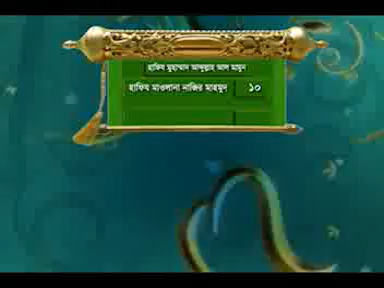 হাফিয মুহাম্মাদ আব্দুল্লাহ আল মামুন
হাফিয মাওলানা নাজির মাহমুদ ১০